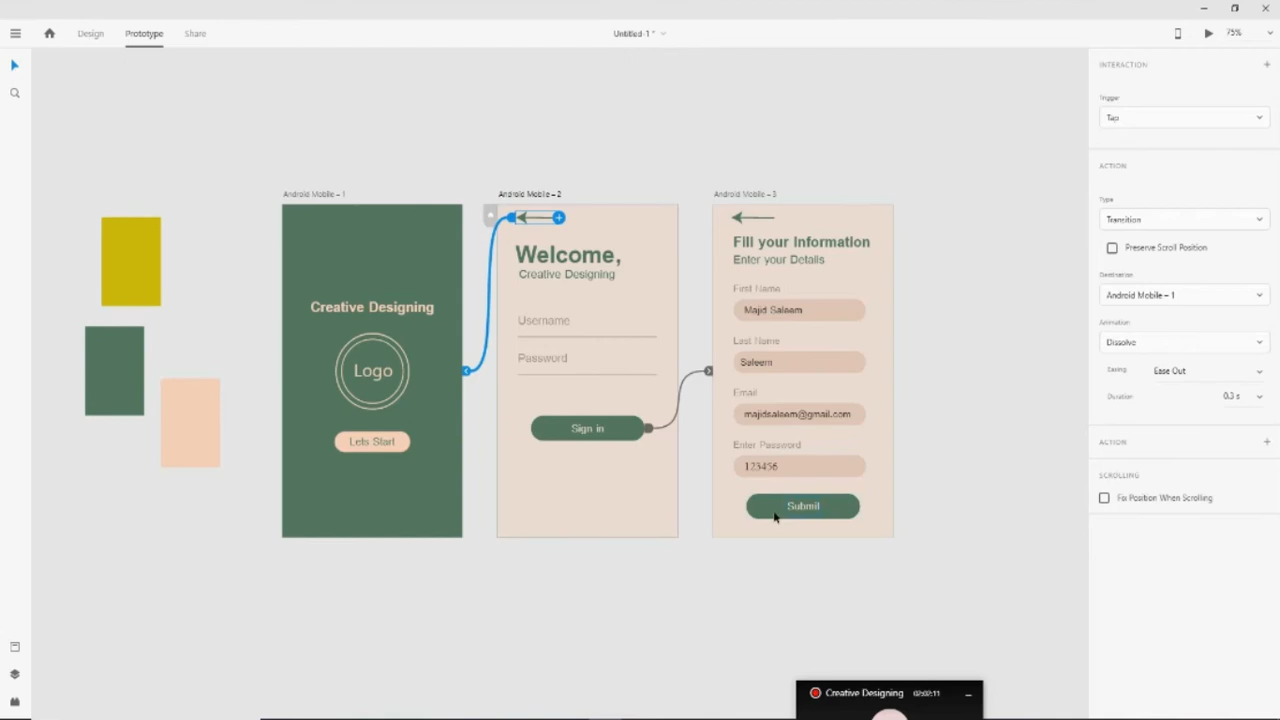 Design
Prototype
Share
Untitled-1 *
75%
INTERACTION
Trigger
Tap
ACTION
Type
Transition
Preserve Scroll Position
Destination
Android Mobile – 1
Animation
Dissolve
Easing
Ease Out
Duration
0.3 s
ACTION
SCROLLING
Fix Position When Scrolling
Android Mobile – 1
Creative Designing
Logo
Lets Start
Android Mobile – 2
Welcome,
Creative Designing
Username
Password
Sign in
Android Mobile – 3
Fill your Information
Enter your Details
First Name
Majid Saleem
Last Name
Saleem
Email
majidsaleem@gmail.com
Enter Password
123456
Submit
Creative Designing 02:02:11